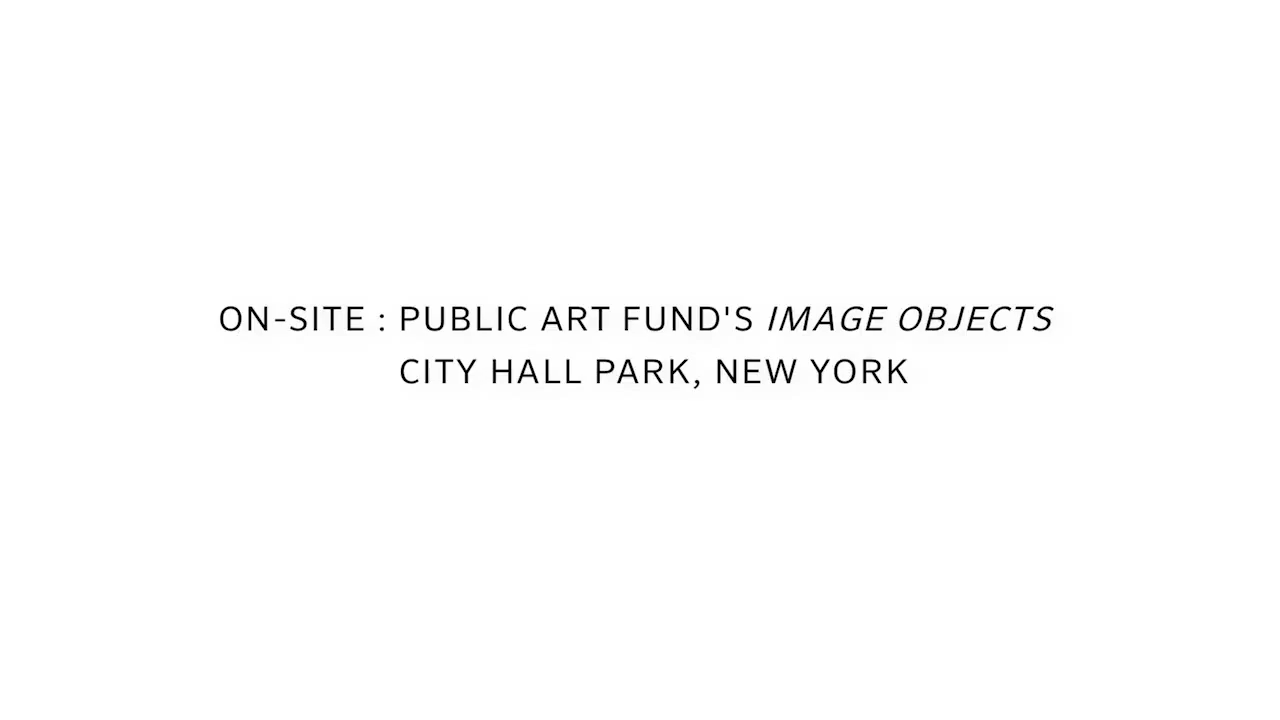 ON-SITE : PUBLIC ART FUND'S IMAGE OBJECTS
CITY HALL PARK, NEW YORK